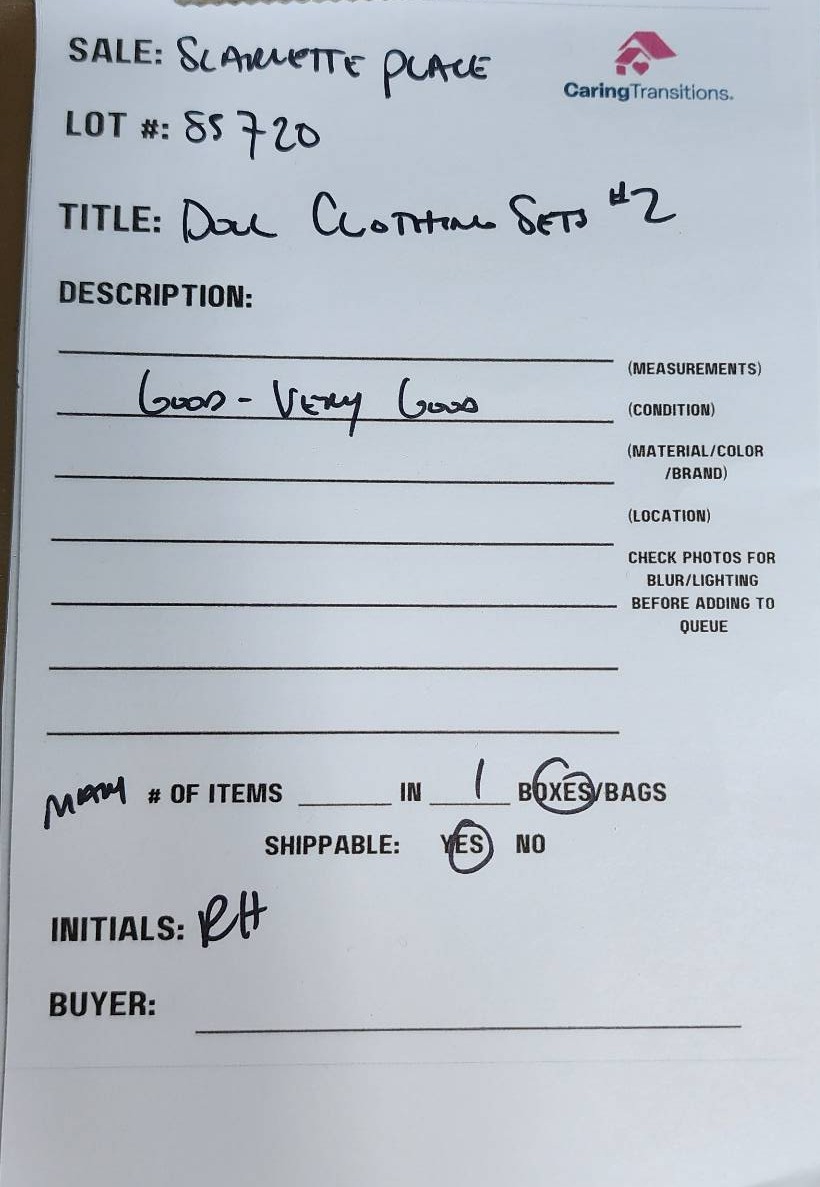 SALE: SCARLETTE PLACE
CaringTransitions.
LOT #: 85720
TITLE: DOLL CLOTHING SETS #2
DESCRIPTION:
(MEASUREMENTS)
GOOD - VERY GOOD (CONDITION)
(MATERIAL/COLOR
/BRAND)
(LOCATION)
CHECK PHOTOS FOR
BLUR/LIGHTING
BEFORE ADDING TO
QUEUE
MANY # OF ITEMS IN 1 BOXES/BAGS
SHIPPABLE: YES NO
INITIALS: RH
BUYER: